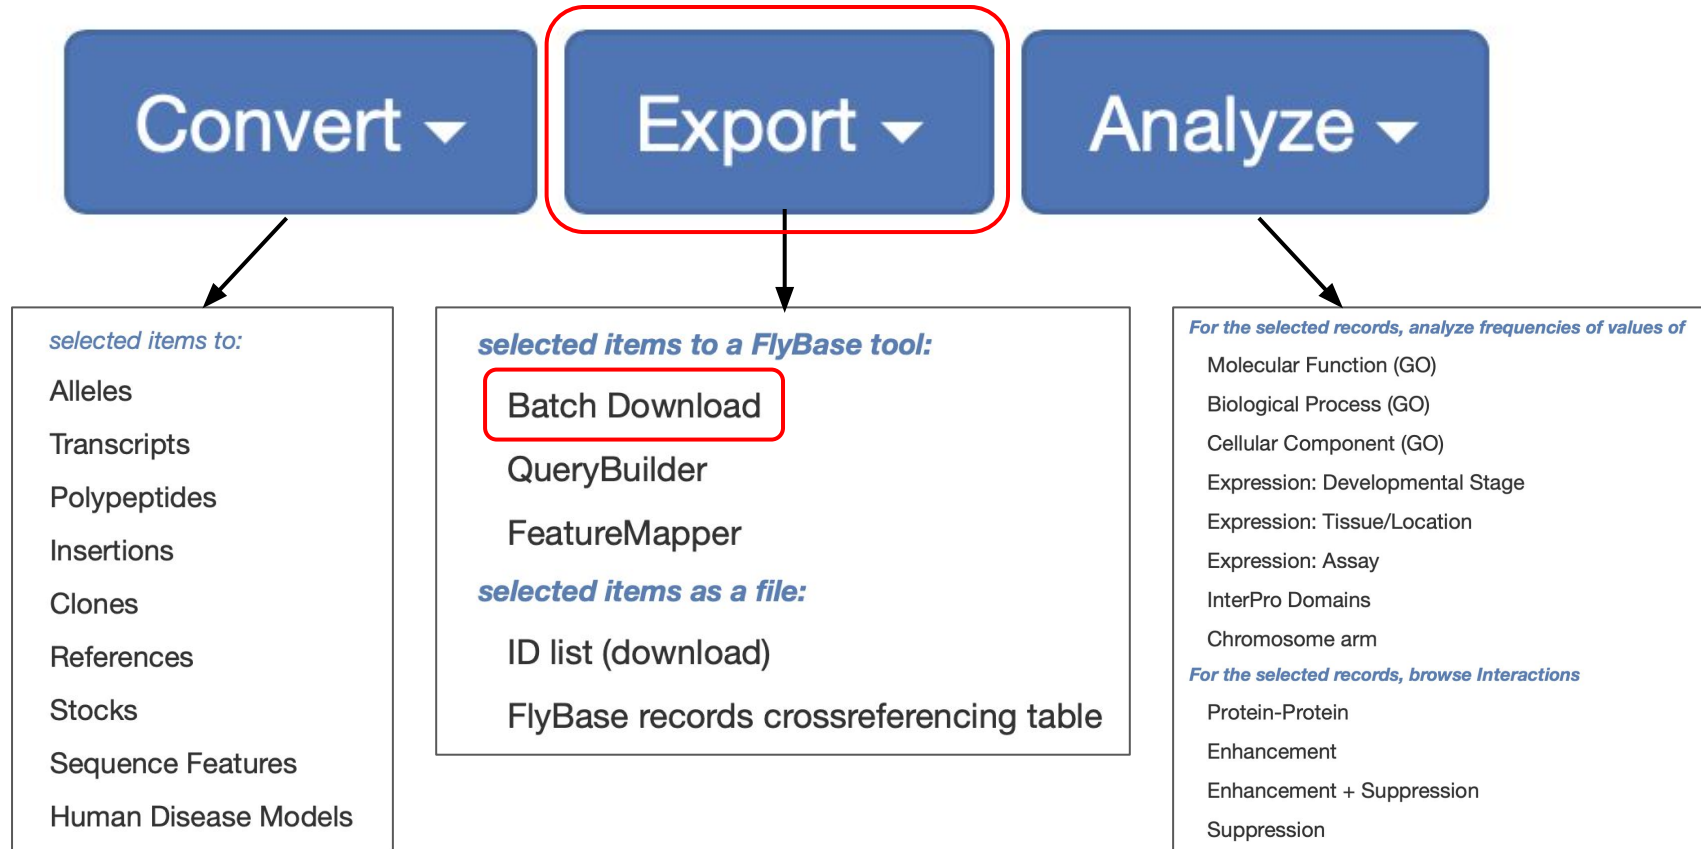 Convert
Export
Analyze
selected items to:
Alleles
Transcripts
Polypeptides
Insertions
Clones
References
Stocks
Sequence Features
Human Disease Models
selected items to a FlyBase tool:
Batch Download
QueryBuilder
FeatureMapper
selected items as a file:
ID list (download)
FlyBase records crossreferencing table
For the selected records, analyze frequencies of values of
Molecular Function (GO)
Biological Process (GO)
Cellular Component (GO)
Expression: Developmental Stage
Expression: Tissue/Location
Expression: Assay
InterPro Domains
Chromosome arm
For the selected records, browse Interactions
Protein-Protein
Enhancement
Enhancement + Suppression
Suppression